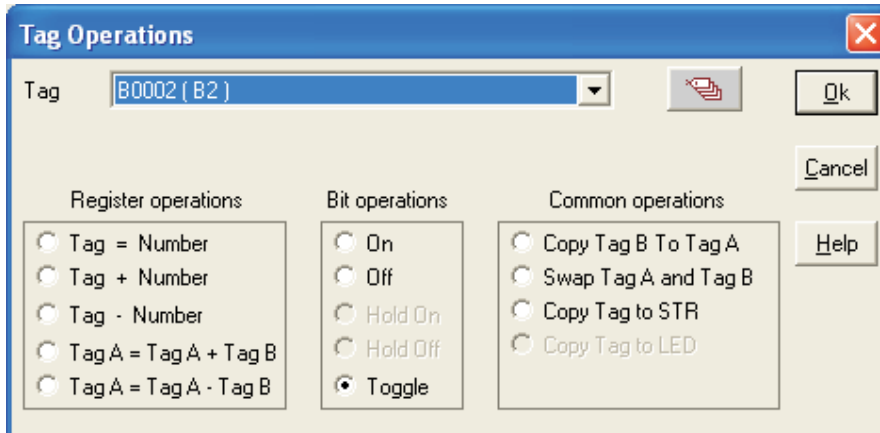 Tag Operations
Tag B0002 ( B2 ) Ok
Cancel
Help
Register operations
Tag = Number
Tag + Number
Tag - Number
Tag A = Tag A + Tag B
Tag A = Tag A - Tag B
Bit operations
On
Off
Hold On
Hold Off
Toggle
Common operations
Copy Tag B To Tag A
Swap Tag A and Tag B
Copy Tag to STR
Copy Tag to LED